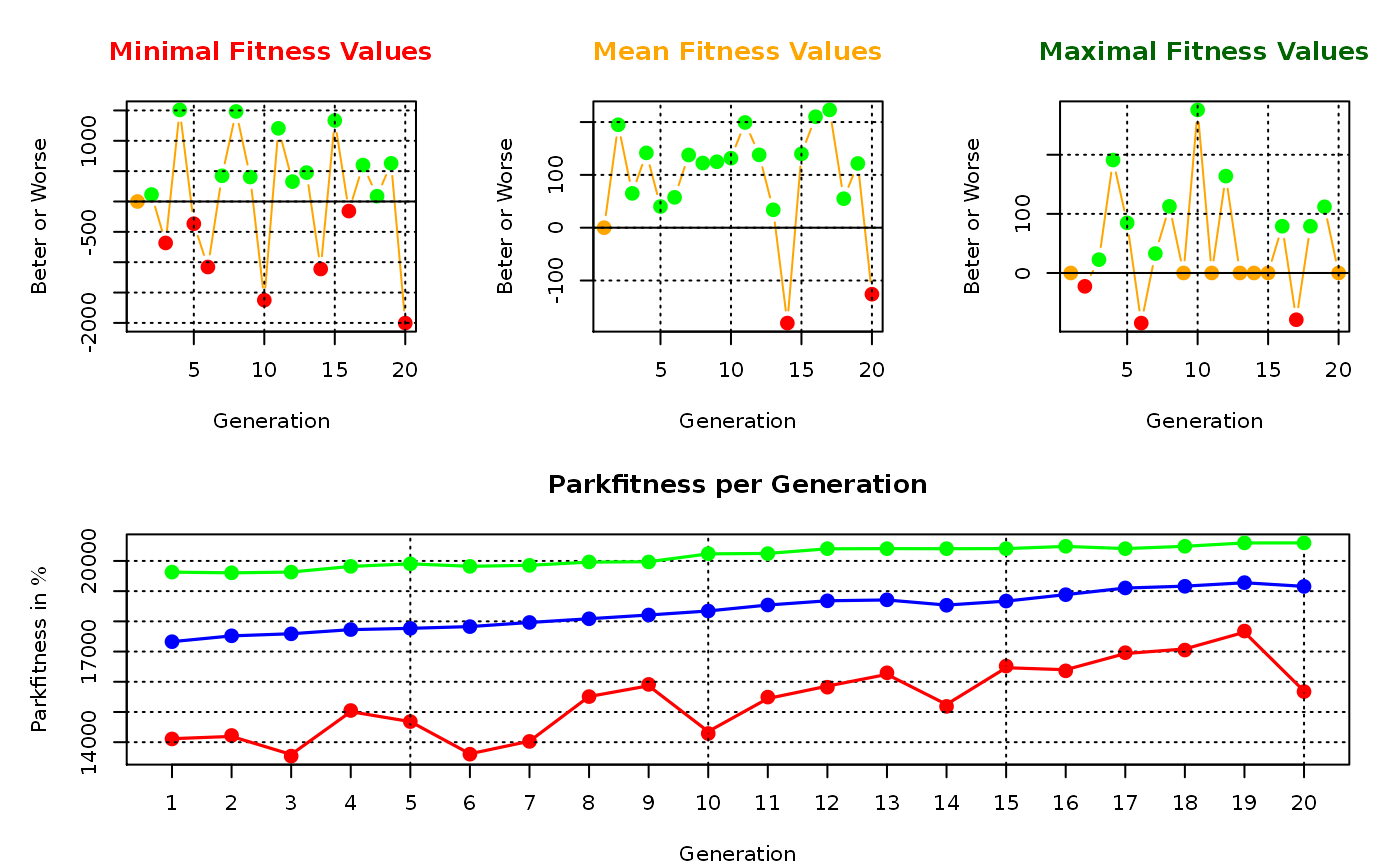 Minimal Fitness Values
Mean Fitness Values
Maximal Fitness Values
Beter or Worse
1000
-500
-2000
5 10 15 20
Generation
Beter or Worse
100
0
-100
5 10 15 20
Generation
Beter or Worse
100
0
5 10 15 20
Generation
Parkfitness per Generation
Parkfitness in %
20000
17000
14000
1 2 3 4 5 6 7 8 9 10 11 12 13 14 15 16 17 18 19 20
Generation